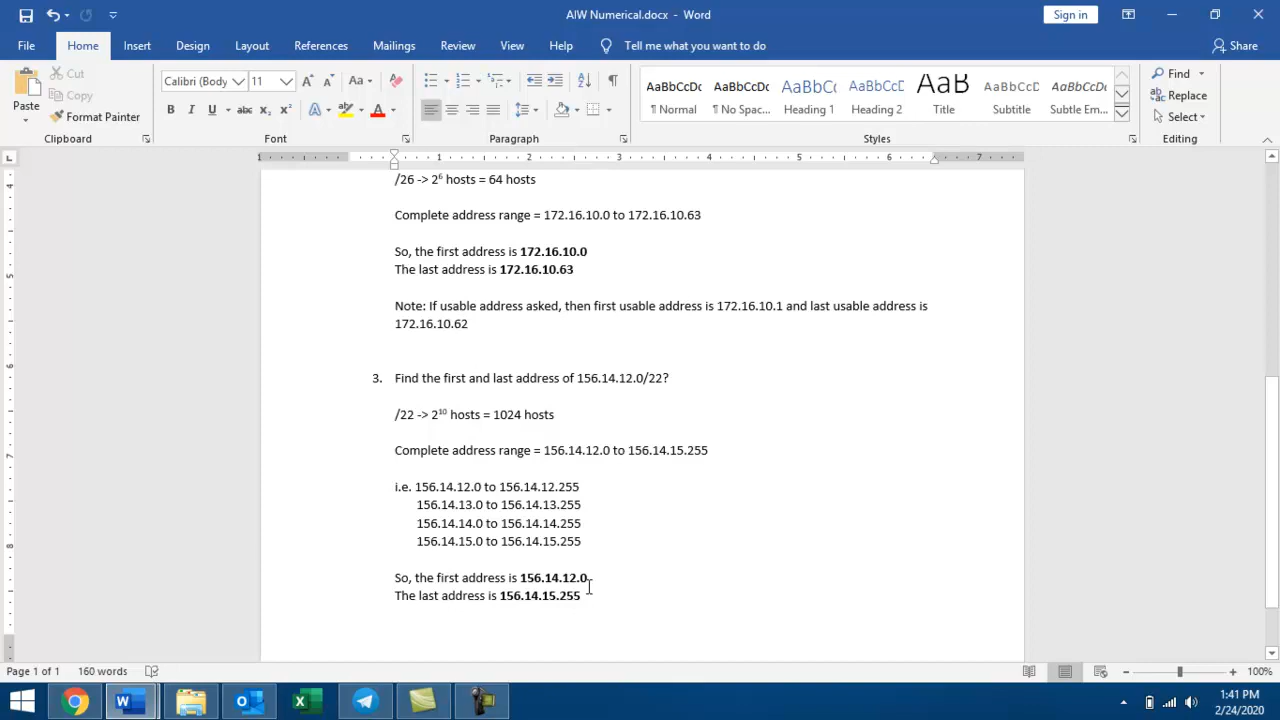 AIW Numerical.docx - Word
Sign in
File Home Insert Design Layout References Mailings Review View Help Tell me what you want to do Share
Paste
Cut
Copy
Format Painter
Clipboard
Calibri (Body 11
Font
Paragraph
AaBbCcDc AaBbCcDc AaBbCc AaBbCcD AaB AaBbCcD AaBbCcD
¶ Normal ¶ No Spac... Heading 1 Heading 2 Title Subtitle Subtle Em...
Styles
Find
Replace
Select
Editing
1 1 2 3 4 5 6 7
/26 -> 2⁶ hosts = 64 hosts
Complete address range = 172.16.10.0 to 172.16.10.63
So, the first address is 172.16.10.0
The last address is 172.16.10.63
Note: If usable address asked, then first usable address is 172.16.10.1 and last usable address is
172.16.10.62
3. Find the first and last address of 156.14.12.0/22?
/22 -> 2¹⁰ hosts = 1024 hosts
Complete address range = 156.14.12.0 to 156.14.15.255
i.e. 156.14.12.0 to 156.14.12.255
156.14.13.0 to 156.14.13.255
156.14.14.0 to 156.14.14.255
156.14.15.0 to 156.14.15.255
So, the first address is 156.14.12.0
The last address is 156.14.15.255
Page 1 of 1 160 words 100%
1:41 PM
2/24/2020